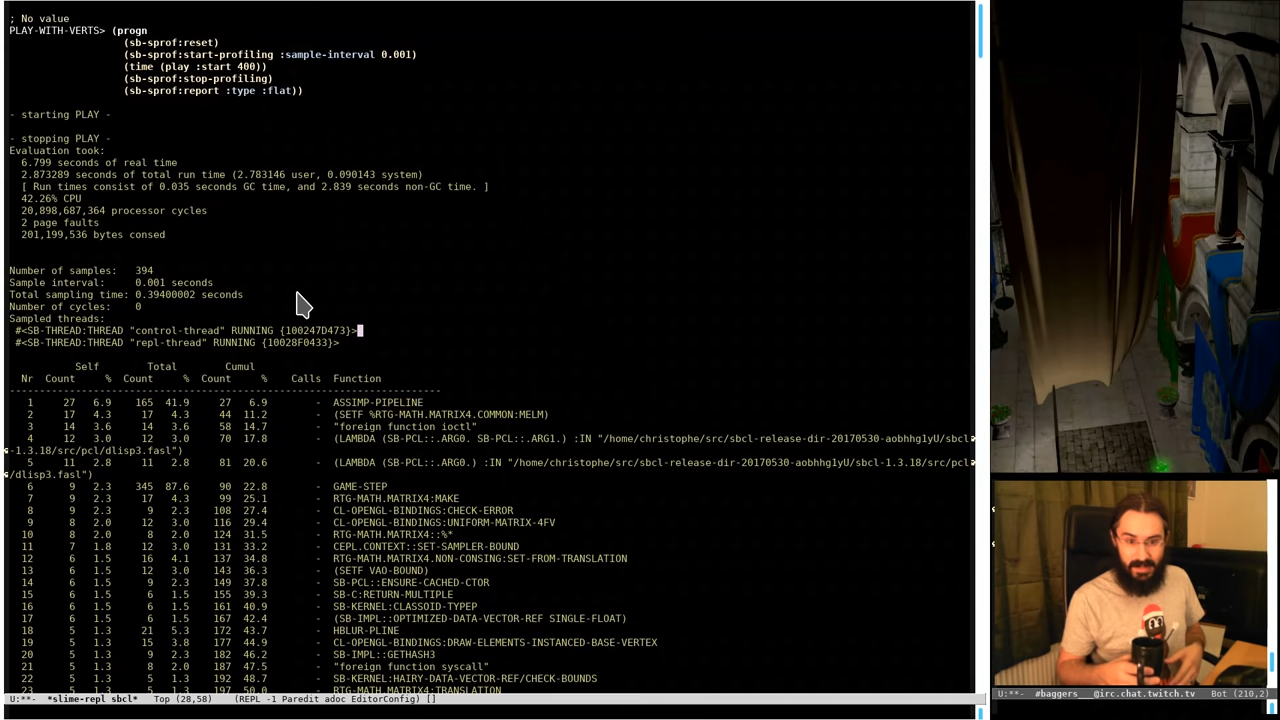 ; No value
PLAY-WITH-VERTS> (progn
(sb-sprof:reset)
(sb-sprof:start-profiling :sample-interval 0.001)
(time (play :start 400))
(sb-sprof:stop-profiling)
(sb-sprof:report :type :flat))
- starting PLAY -
- stopping PLAY -
Evaluation took:
6.799 seconds of real time
2.873289 seconds of total run time (2.783146 user, 0.090143 system)
[ Run times consist of 0.035 seconds GC time, and 2.839 seconds non-GC time. ]
42.26% CPU
20,898,687,364 processor cycles
2 page faults
201,199,536 bytes consed
Number of samples: 394
Sample interval: 0.001 seconds
Total sampling time: 0.39400002 seconds
Number of cycles: 0
Sampled threads:
#<SB-THREAD:THREAD "control-thread" RUNNING {100247D473}>
#<SB-THREAD:THREAD "repl-thread" RUNNING {10028F0433}>
Self Total Cumul
Nr Count % Count % Count % Calls Function
------------------------------------------------------------------------
1 27 6.9 165 41.9 27 6.9 - ASSIMP-PIPELINE
2 17 4.3 17 4.3 44 11.2 - (SETF %RTG-MATH.MATRIX4.COMMON:MELM)
3 14 3.6 14 3.6 58 14.7 - "foreign function ioctl"
4 12 3.0 12 3.0 70 17.8 - (LAMBDA (SB-PCL::.ARG0. SB-PCL::.ARG1.) :IN "/home/christophe/src/sbcl-release-dir-20170530-aobhhg1yU/sbcl
-1.3.18/src/pcl/dlisp3.fasl")
5 11 2.8 11 2.8 81 20.6 - (LAMBDA (SB-PCL::.ARG0.) :IN "/home/christophe/src/sbcl-release-dir-20170530-aobhhg1yU/sbcl-1.3.18/src/pcl
/dlisp3.fasl")
6 9 2.3 345 87.6 90 22.8 - GAME-STEP
7 9 2.3 17 4.3 99 25.1 - RTG-MATH.MATRIX4:MAKE
8 9 2.3 9 2.3 108 27.4 - CL-OPENGL-BINDINGS:CHECK-ERROR
9 8 2.0 12 3.0 116 29.4 - CL-OPENGL-BINDINGS:UNIFORM-MATRIX-4FV
10 8 2.0 8 2.0 124 31.5 - RTG-MATH.MATRIX4::%*
11 7 1.8 12 3.0 131 33.2 - CEPL.CONTEXT::SET-SAMPLER-BOUND
12 6 1.5 16 4.1 137 34.8 - RTG-MATH.MATRIX4.NON-CONSING:SET-FROM-TRANSLATION
13 6 1.5 12 3.0 143 36.3 - (SETF VAO-BOUND)
14 6 1.5 9 2.3 149 37.8 - SB-PCL::ENSURE-CACHED-CTOR
15 6 1.5 6 1.5 155 39.3 - SB-C:RETURN-MULTIPLE
16 6 1.5 6 1.5 161 40.9 - SB-KERNEL:CLASSOID-TYPEP
17 6 1.5 6 1.5 167 42.4 - (SB-IMPL::OPTIMIZED-DATA-VECTOR-REF SINGLE-FLOAT)
18 5 1.3 21 5.3 172 43.7 - HBLUR-PLINE
19 5 1.3 15 3.8 177 44.9 - CL-OPENGL-BINDINGS:DRAW-ELEMENTS-INSTANCED-BASE-VERTEX
20 5 1.3 9 2.3 182 46.2 - SB-IMPL::GETHASH3
21 5 1.3 8 2.0 187 47.5 - "foreign function syscall"
22 5 1.3 5 1.3 192 48.7 - SB-KERNEL:HAIRY-DATA-VECTOR-REF/CHECK-BOUNDS
23 5 1.3 4 1.0 197 50.0 - RTG-MATH.MATRIX4:TRANSLATION
U:**- *slime-repl sbcl* Top (28,58) (REPL -1 Paredit adoc EditorConfig) []
U:**- #baggers___@irc.chat.twitch.tv Bot (210,2)